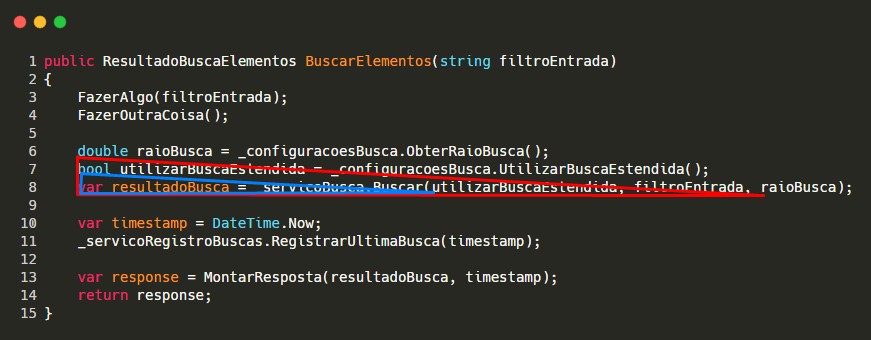 1 public ResultadoBuscaElementos BuscarElementos(string filtroEntrada)
2 {
3     FazerAlgo(filtroEntrada);
4     FazerOutraCoisa();
5
6     double raioBusca = _configuracoesBusca.ObterRaioBusca();
7     bool utilizarBuscaEstendida = _configuracoesBusca.UtilizarBuscaEstendida();
8     var resultadoBusca = _servicoBusca.Buscar(utilizarBuscaEstendida, filtroEntrada, raioBusca);
9
10     var timestamp = DateTime.Now;
11     _servicoRegistroBuscas.RegistrarUltimaBusca(timestamp);
12
13     var response = MontarResposta(resultadoBusca, timestamp);
14     return response;
15 }